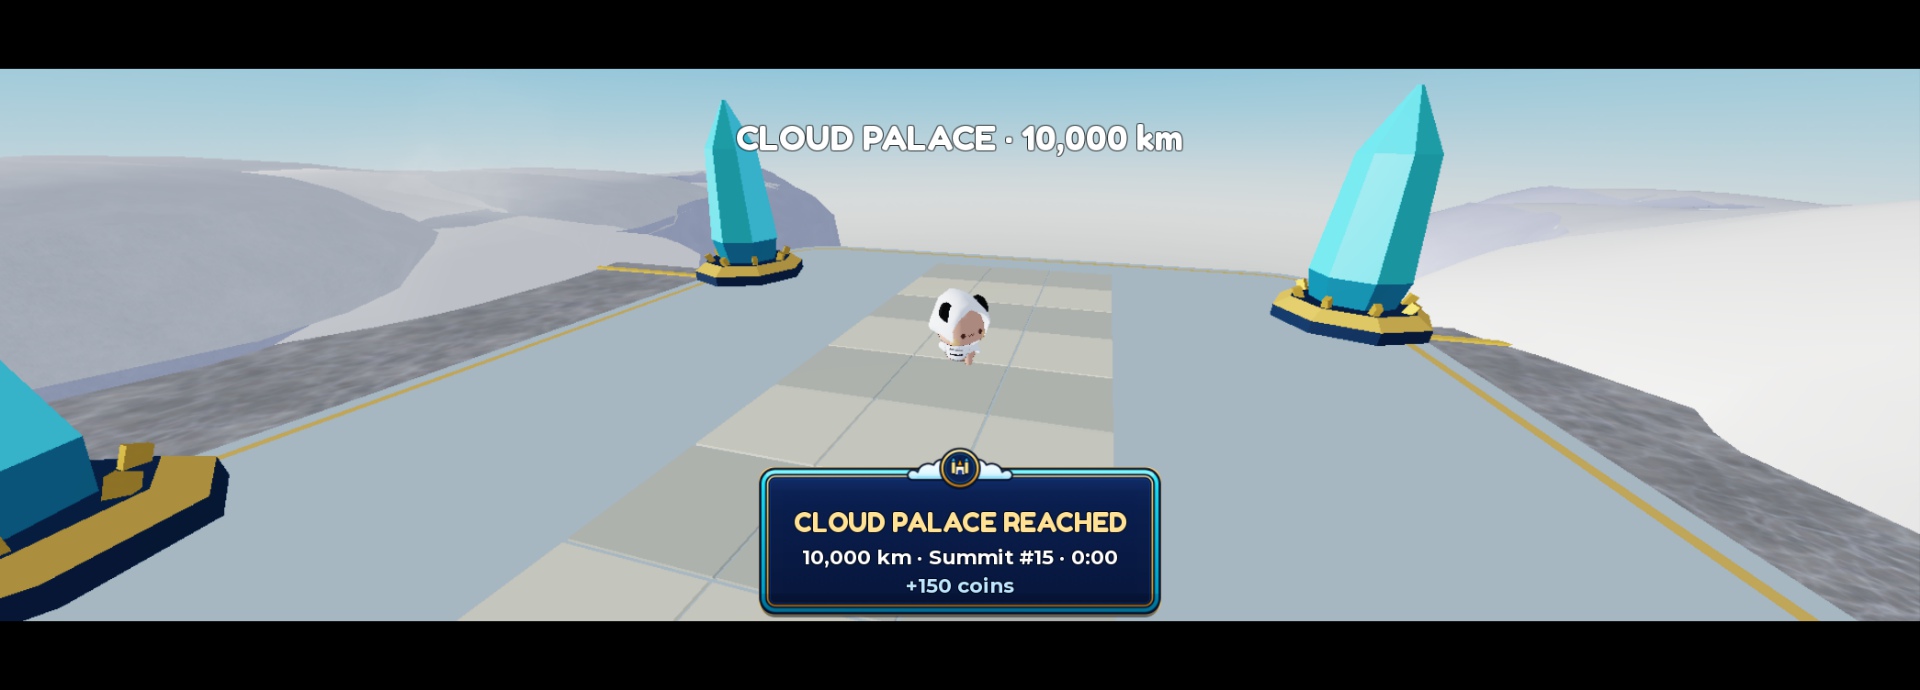 CLOUD PALACE · 10,000 km
CLOUD PALACE REACHED
10,000 km · Summit #15 · 0:00
+150 coins